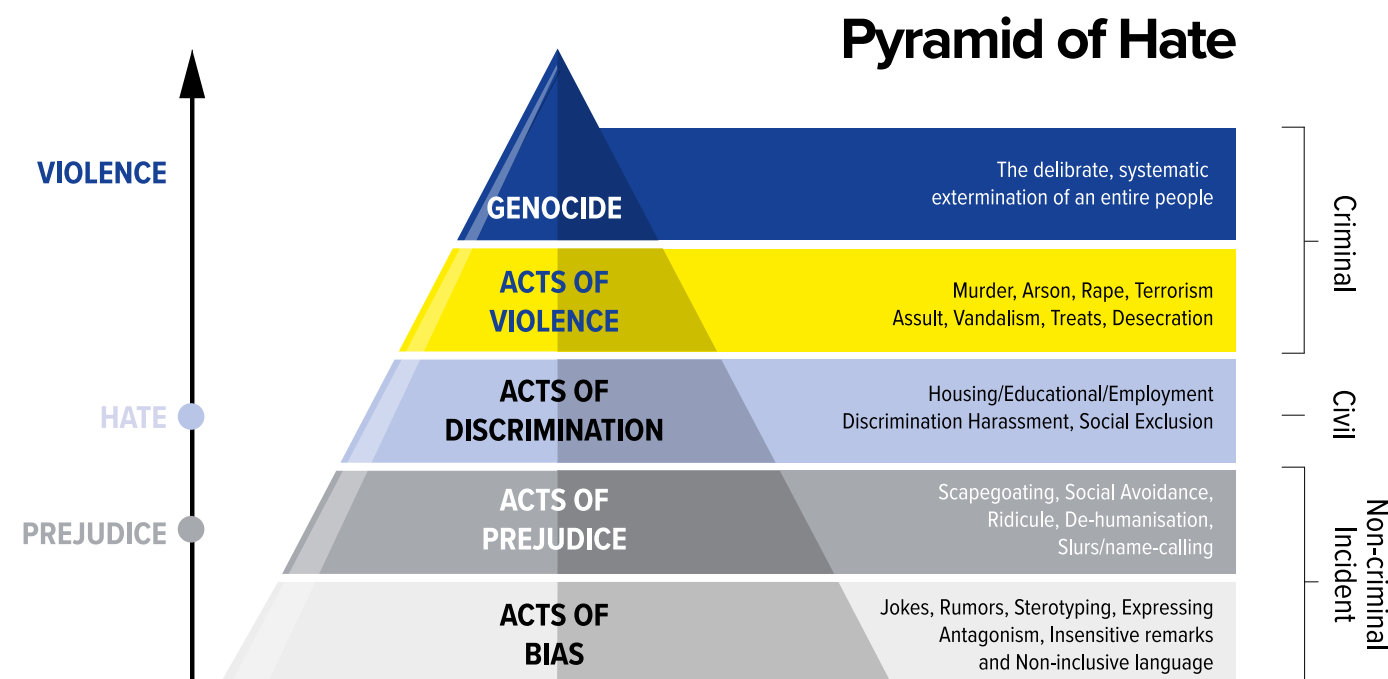 Pyramid of Hate
VIOLENCE
GENOCIDE
The delibrate, systematic
extermination of an entire people
Criminal
ACTS OF
VIOLENCE
Murder, Arson, Rape, Terrorism
Assult, Vandalism, Treats, Desecration
HATE
ACTS OF
DISCRIMINATION
Housing/Educational/Employment
Discrimination Harassment, Social Exclusion
Civil
PREJUDICE
ACTS OF
PREJUDICE
Scapegoating, Social Avoidance,
Ridicule, De-humanisation,
Slurs/name-calling
Non-criminal
Incident
ACTS OF
BIAS
Jokes, Rumors, Sterotyping, Expressing
Antagonism, Insensitive remarks
and Non-inclusive language